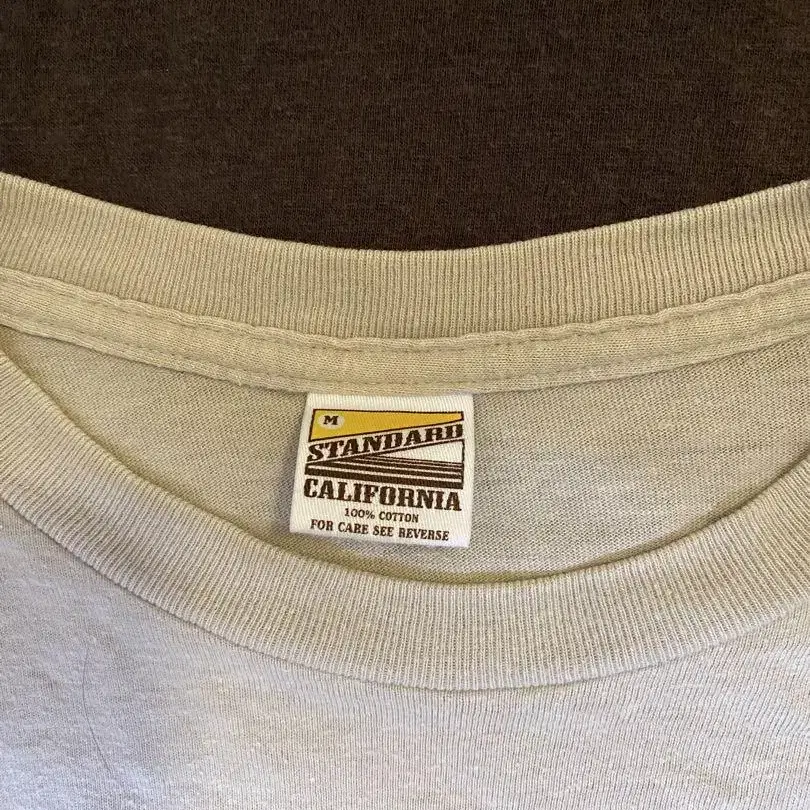 M
STANDARD
CALIFORNIA
100% COTTON
FOR CARE SEE REVERSE